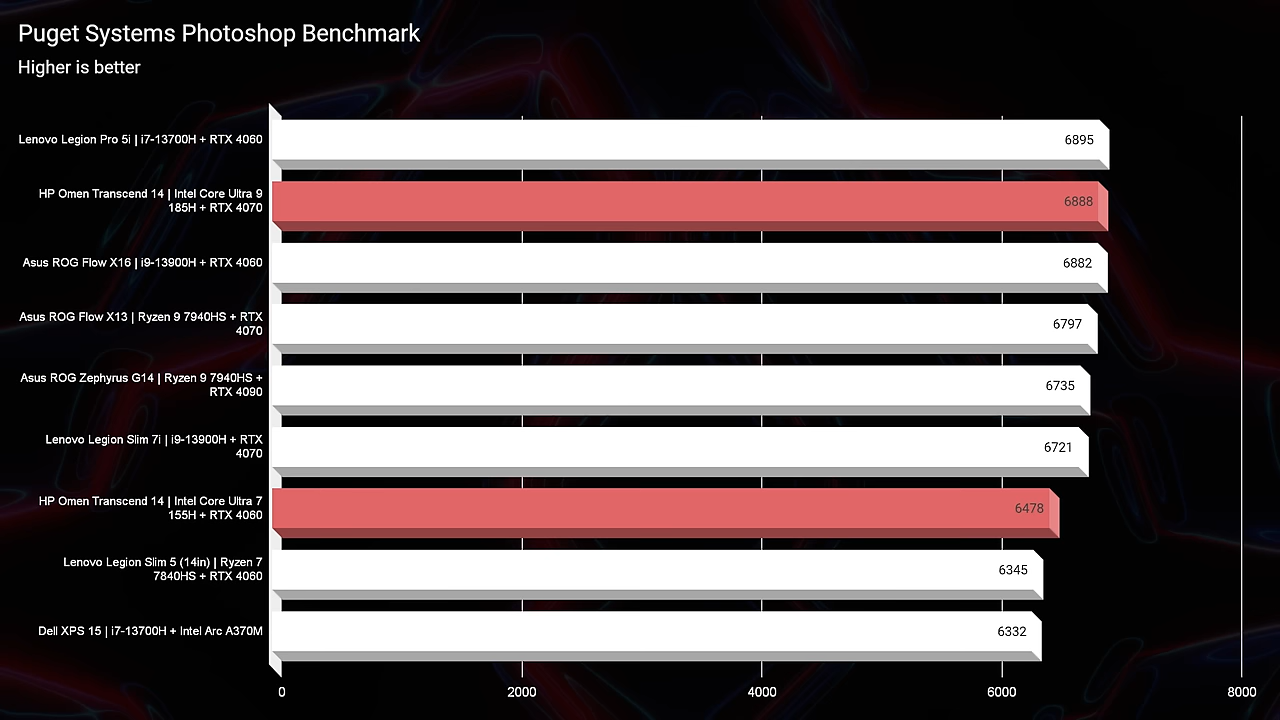 Puget Systems Photoshop Benchmark
Higher is better
Lenovo Legion Pro 5i | i7-13700H + RTX 4060
6895
HP Omen Transcend 14 | Intel Core Ultra 9
185H + RTX 4070
6888
Asus ROG Flow X16 | i9-13900H + RTX 4060
6882
Asus ROG Flow X13 | Ryzen 9 7940HS + RTX
4070
6797
Asus ROG Zephyrus G14 | Ryzen 9 7940HS +
RTX 4090
6735
Lenovo Legion Slim 7i | i9-13900H + RTX
4070
6721
HP Omen Transcend 14 | Intel Core Ultra 7
155H + RTX 4060
6478
Lenovo Legion Slim 5 (14in) | Ryzen 7
7840HS + RTX 4060
6345
Dell XPS 15 | i7-13700H + Intel Arc A370M
6332
0 2000 4000 6000 8000